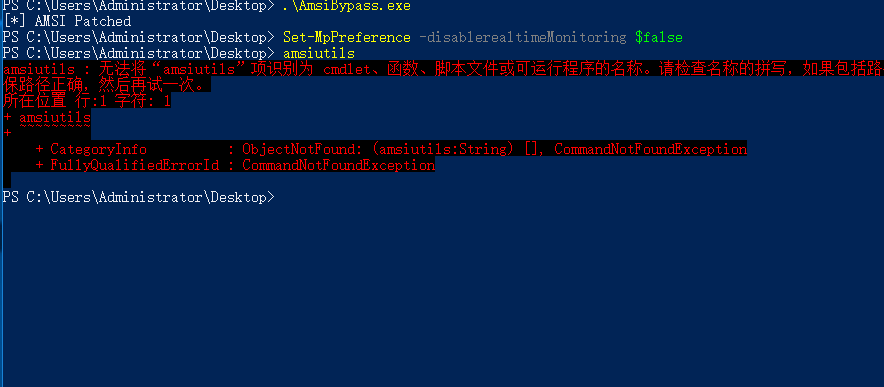 PS C:\Users\Administrator\Desktop> .\AmsiBypass.exe
[*] AMSI Patched
PS C:\Users\Administrator\Desktop> Set-MpPreference -disablerealtimeMonitoring $false
PS C:\Users\Administrator\Desktop> amsiutils
amsiutils : 无法将“amsiutils”项识别为 cmdlet、函数、脚本文件或可运行程序的名称。请检查名称的拼写，如果包括路
保路径正确，然后再试一次。
所在位置 行:1 字符: 1
+ amsiutils
+ ~~~~~~~~~
+ CategoryInfo : ObjectNotFound: (amsiutils:String) [], CommandNotFoundException
+ FullyQualifiedErrorId : CommandNotFoundException
PS C:\Users\Administrator\Desktop>